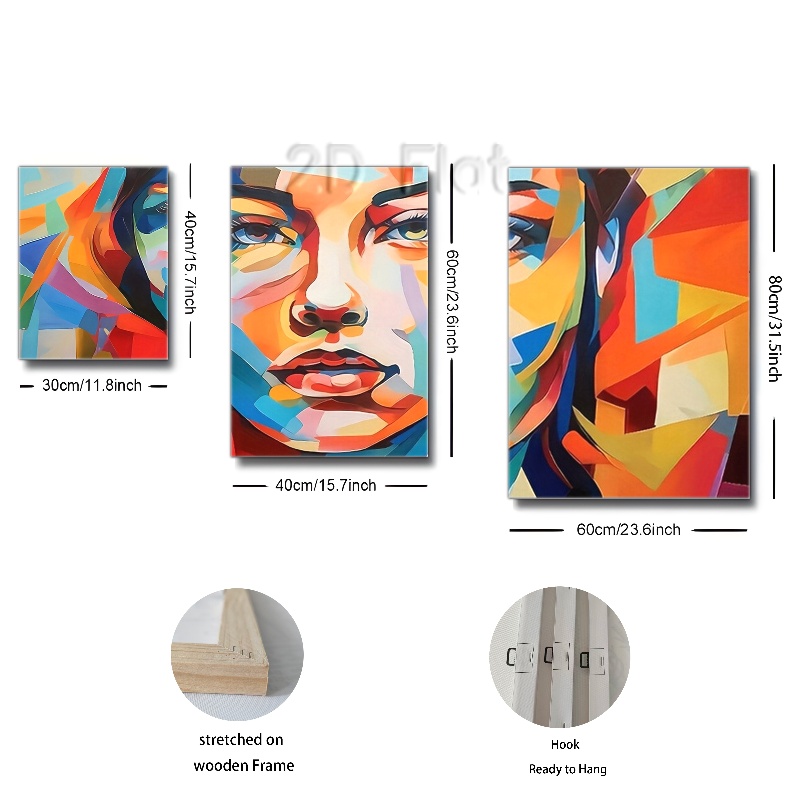 2D Flat
40cm/15.7inch
30cm/11.8inch
60cm/23.6inch
40cm/15.7inch
80cm/31.5inch
60cm/23.6inch
stretched on
wooden Frame
Hook
Ready to Hang